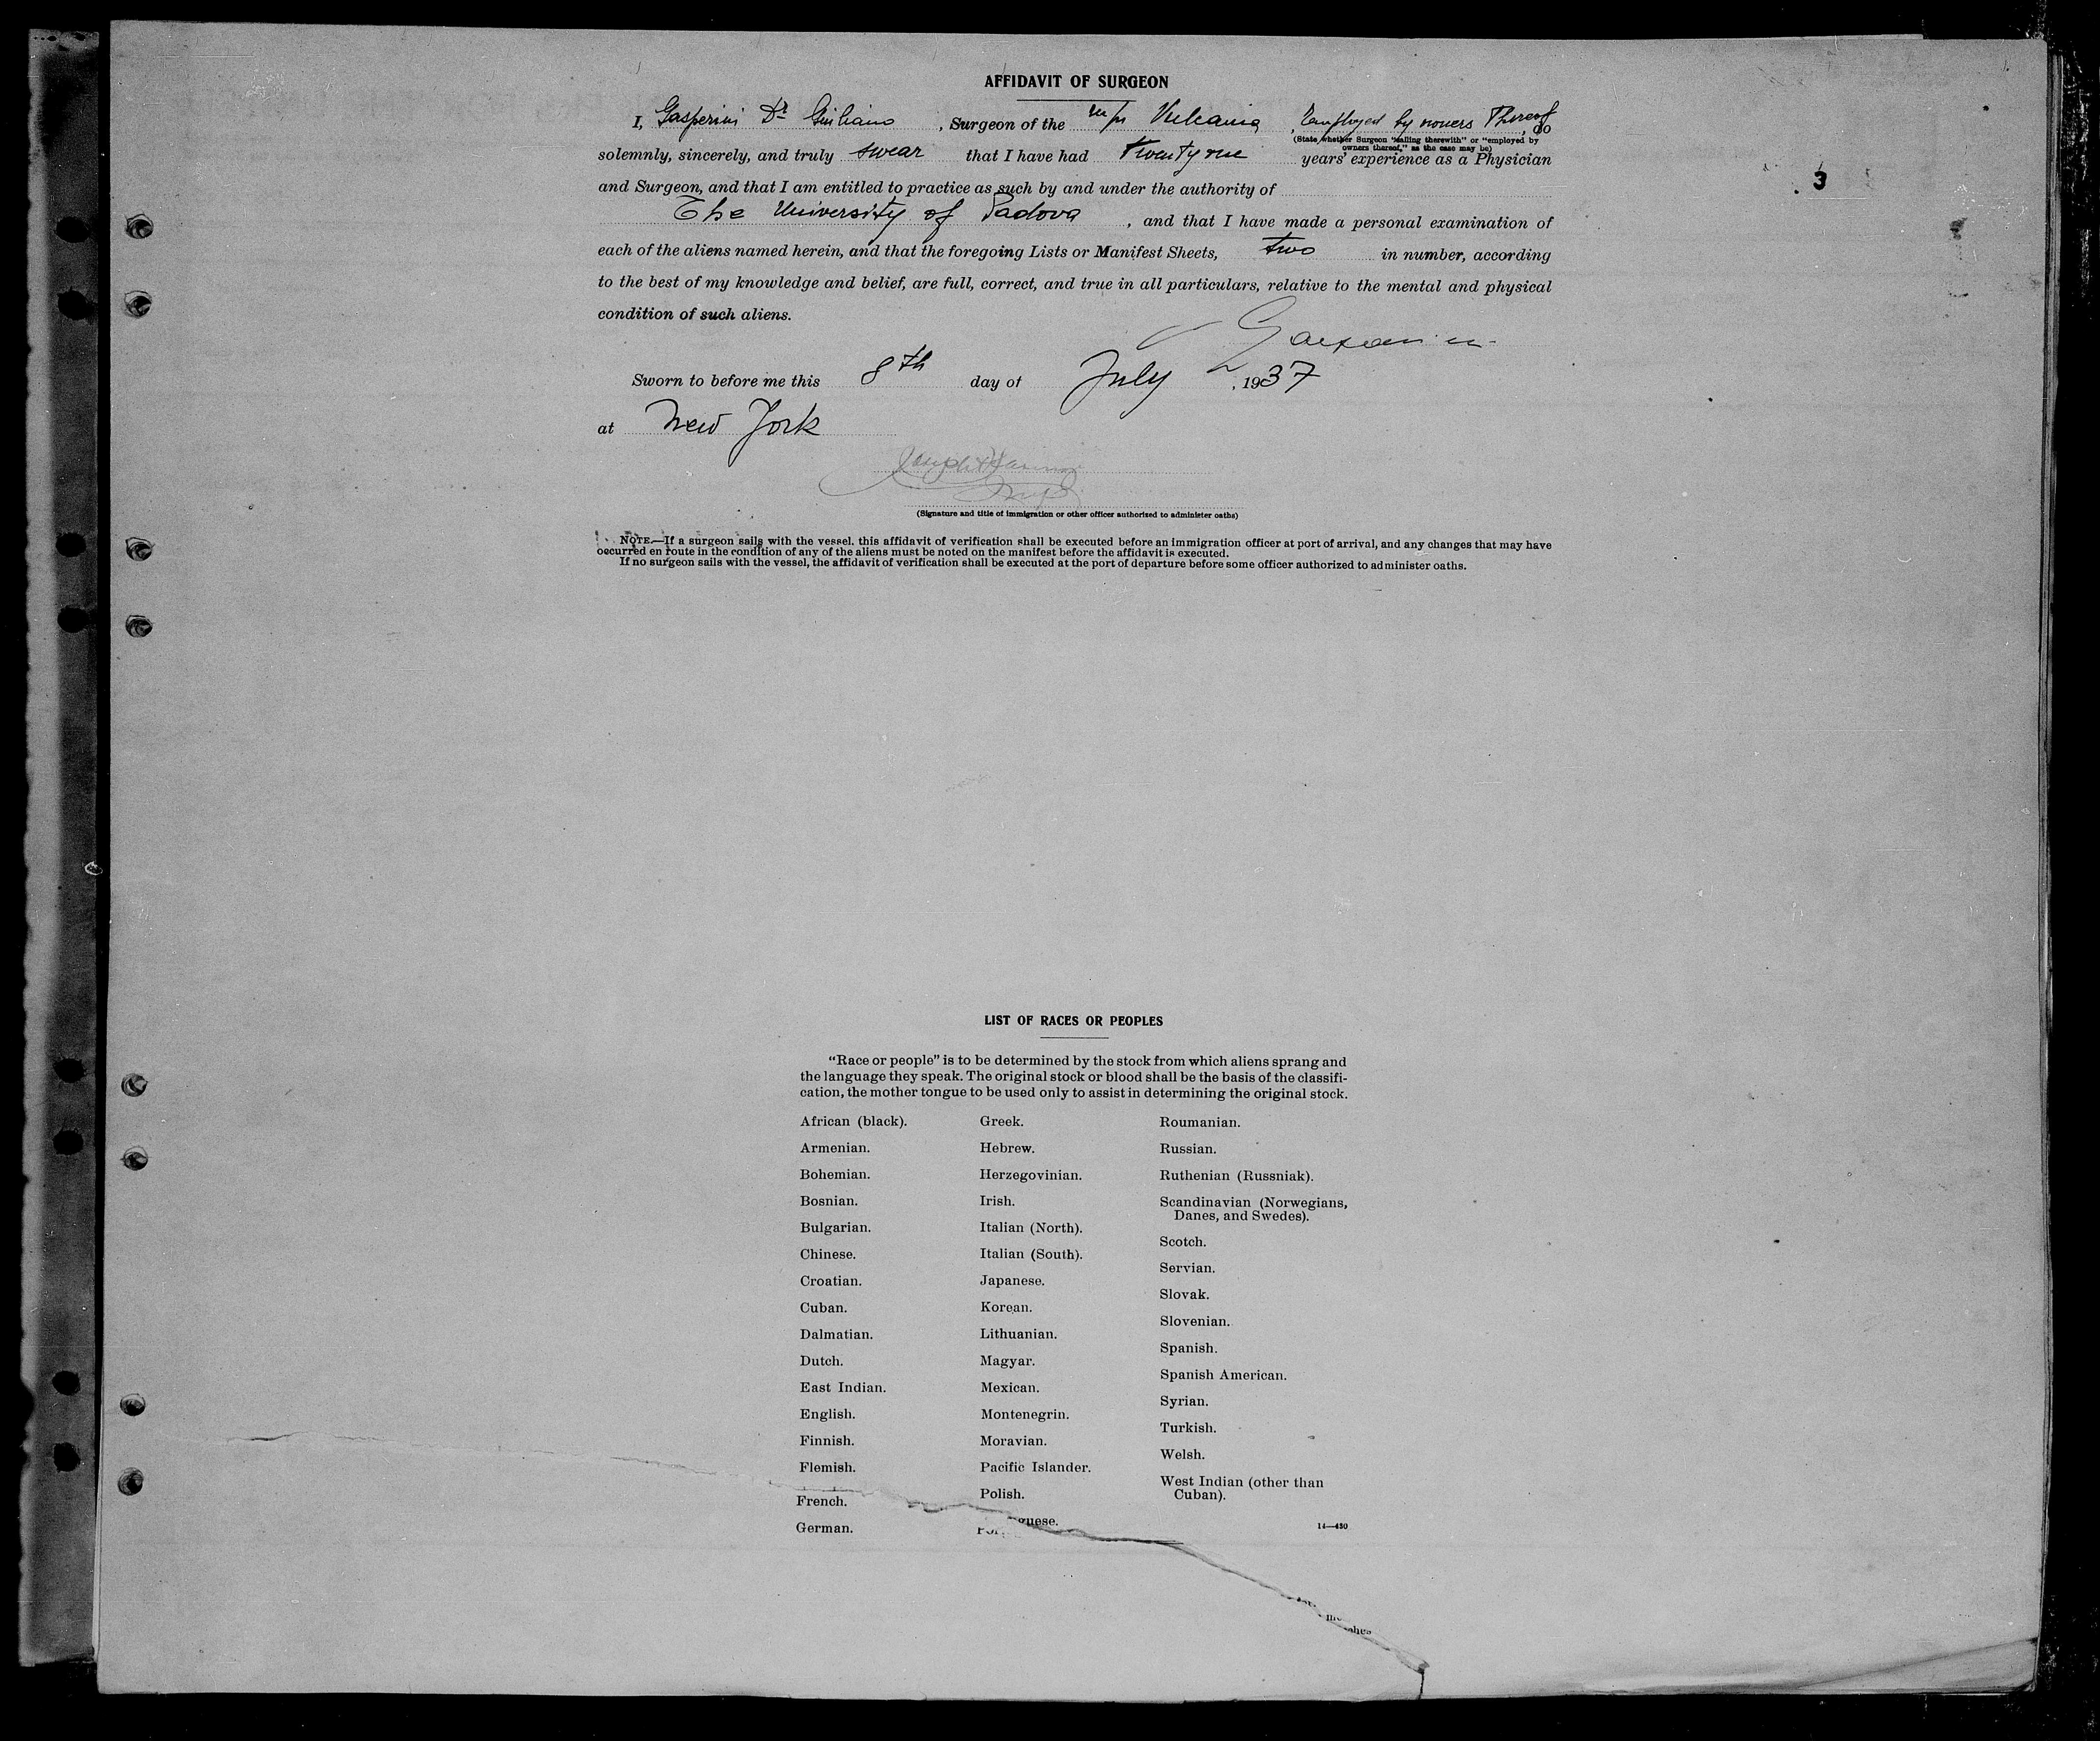 AFFIDAVIT OF SURGEON
I, Gasperini Dr Giuliano, Surgeon of the m/n Vulcania, Employed by owners Thereof, do
(State whether Surgeon "sailing therewith" or "employed by
owners thereof," as the case may be)
solemnly, sincerely, and truly swear that I have had twenty one years' experience as a Physician
and Surgeon, and that I am entitled to practice as such by and under the authority of
The University of Padova, and that I have made a personal examination of
3
each of the aliens named herein, and that the foregoing Lists or Manifest Sheets, two in number, according
to the best of my knowledge and belief, are full, correct, and true in all particulars, relative to the mental and physical
condition of such aliens.
Gasperini
Sworn to before me this 8th day of July, 1937
at New York
(Signature and title of immigration or other officer authorized to administer oaths)
NOTE.—If a surgeon sails with the vessel, this affidavit of verification shall be executed before an immigration officer at port of arrival, and any changes that may have
occurred en route in the condition of any of the aliens must be noted on the manifest before the affidavit is executed.
If no surgeon sails with the vessel, the affidavit of verification shall be executed at the port of departure before some officer authorized to administer oaths.
LIST OF RACES OR PEOPLES
"Race or people" is to be determined by the stock from which aliens sprang and
the language they speak. The original stock or blood shall be the basis of the classifi-
cation, the mother tongue to be used only to assist in determining the original stock.
African (black).
Armenian.
Bohemian.
Bosnian.
Bulgarian.
Chinese.
Croatian.
Cuban.
Dalmatian.
Dutch.
East Indian.
English.
Finnish.
Flemish.
French.
German.
Greek.
Hebrew.
Herzegovinian.
Irish.
Italian (North).
Italian (South).
Japanese.
Korean.
Lithuanian.
Magyar.
Mexican.
Montenegrin.
Moravian.
Pacific Islander.
Polish.
Portuguese.
Roumanian.
Russian.
Ruthenian (Russniak).
Scandinavian (Norwegians,
Danes, and Swedes).
Scotch.
Servian.
Slovak.
Slovenian.
Spanish.
Spanish American.
Syrian.
Turkish.
Welsh.
West Indian (other than
Cuban).
14—430